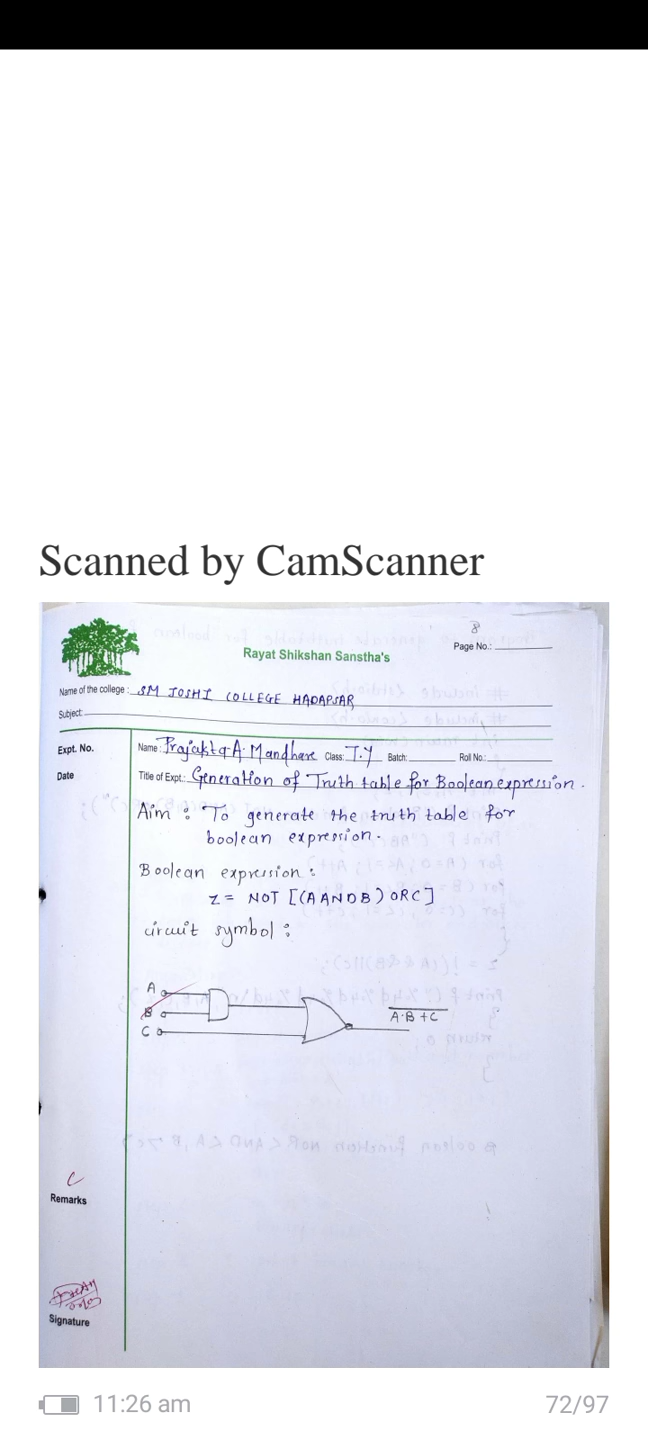 Scanned by CamScanner
8
Page No.:
Rayat Shikshan Sanstha's
Name of the college : SM JOSHI COLLEGE HADAPSAR
Subject:
Expt. No.
Name: Prajakta A. Mandhare Class: T.Y Batch: Roll No.:
Date
Title of Expt.: Generation of Truth table for Boolean expression.
Aim : To generate the truth table for
boolean expression.
Boolean expression :
Z = NOT [(A AND B) OR C]
circuit symbol :
A
B
C
A·B + C
C
Remarks
Signature
11:26 am
72/97